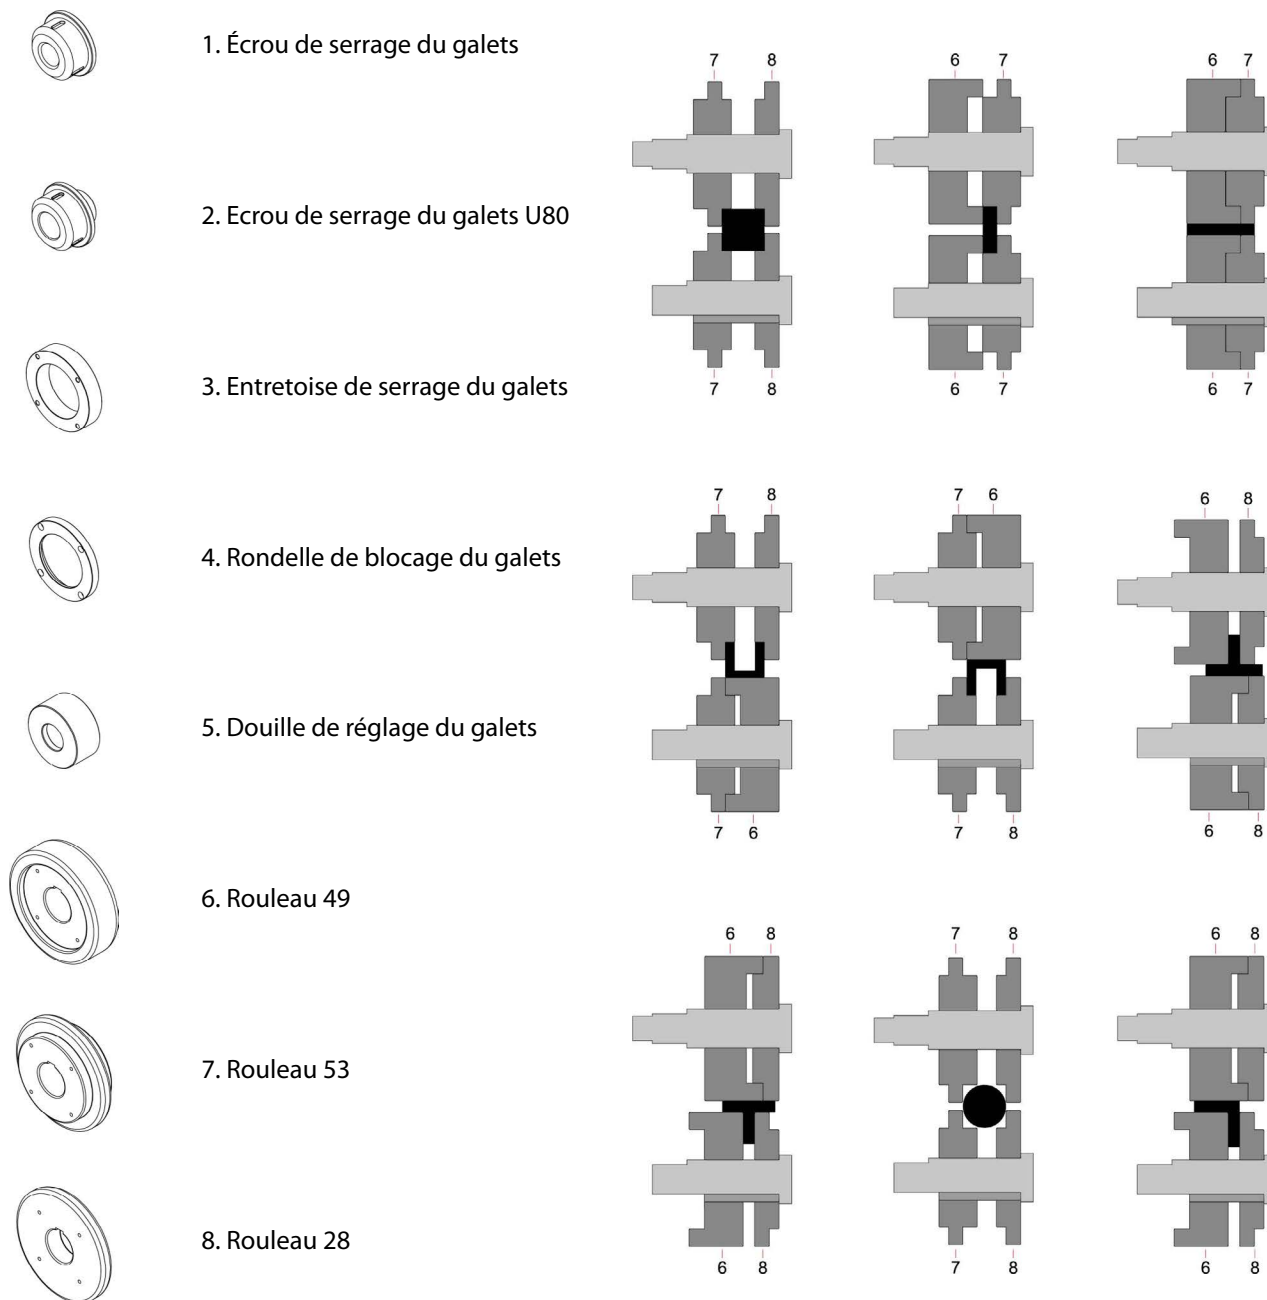 1. Écrou de serrage du galets
2. Ecrou de serrage du galets U80
3. Entretoise de serrage du galets
4. Rondelle de blocage du galets
5. Douille de réglage du galets
6. Rouleau 49
7. Rouleau 53
8. Rouleau 28
7 8 6 7 6 7
7 8 6 7 6 7
7 8 7 6 6 8
7 6 7 8 6 8
6 8 7 8 6 8
6 8 7 8 6 8